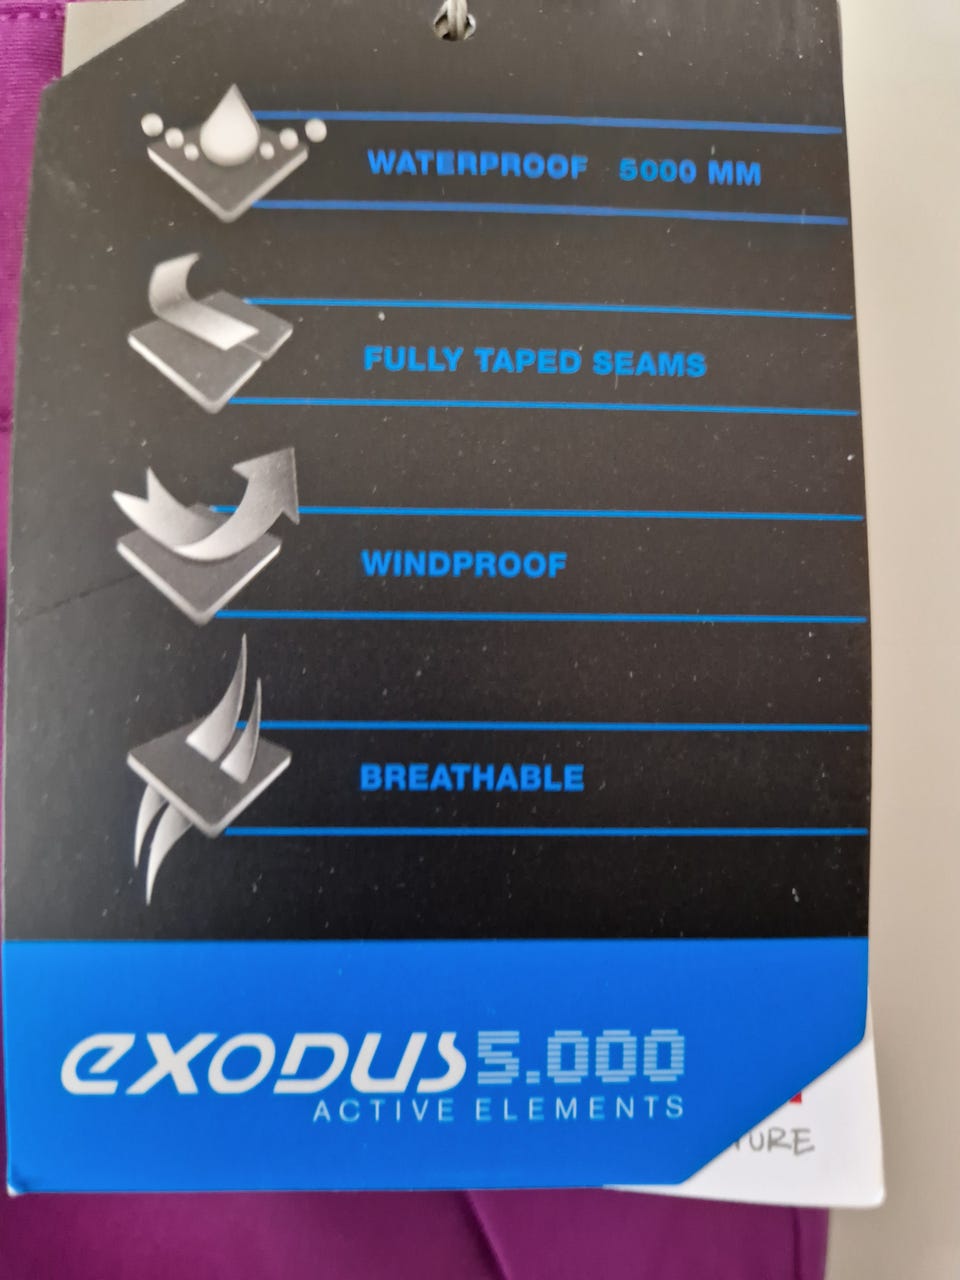 WATERPROOF 5000 MM
FULLY TAPED SEAMS
WINDPROOF
BREATHABLE
exodus 5.000
ACTIVE ELEMENTS